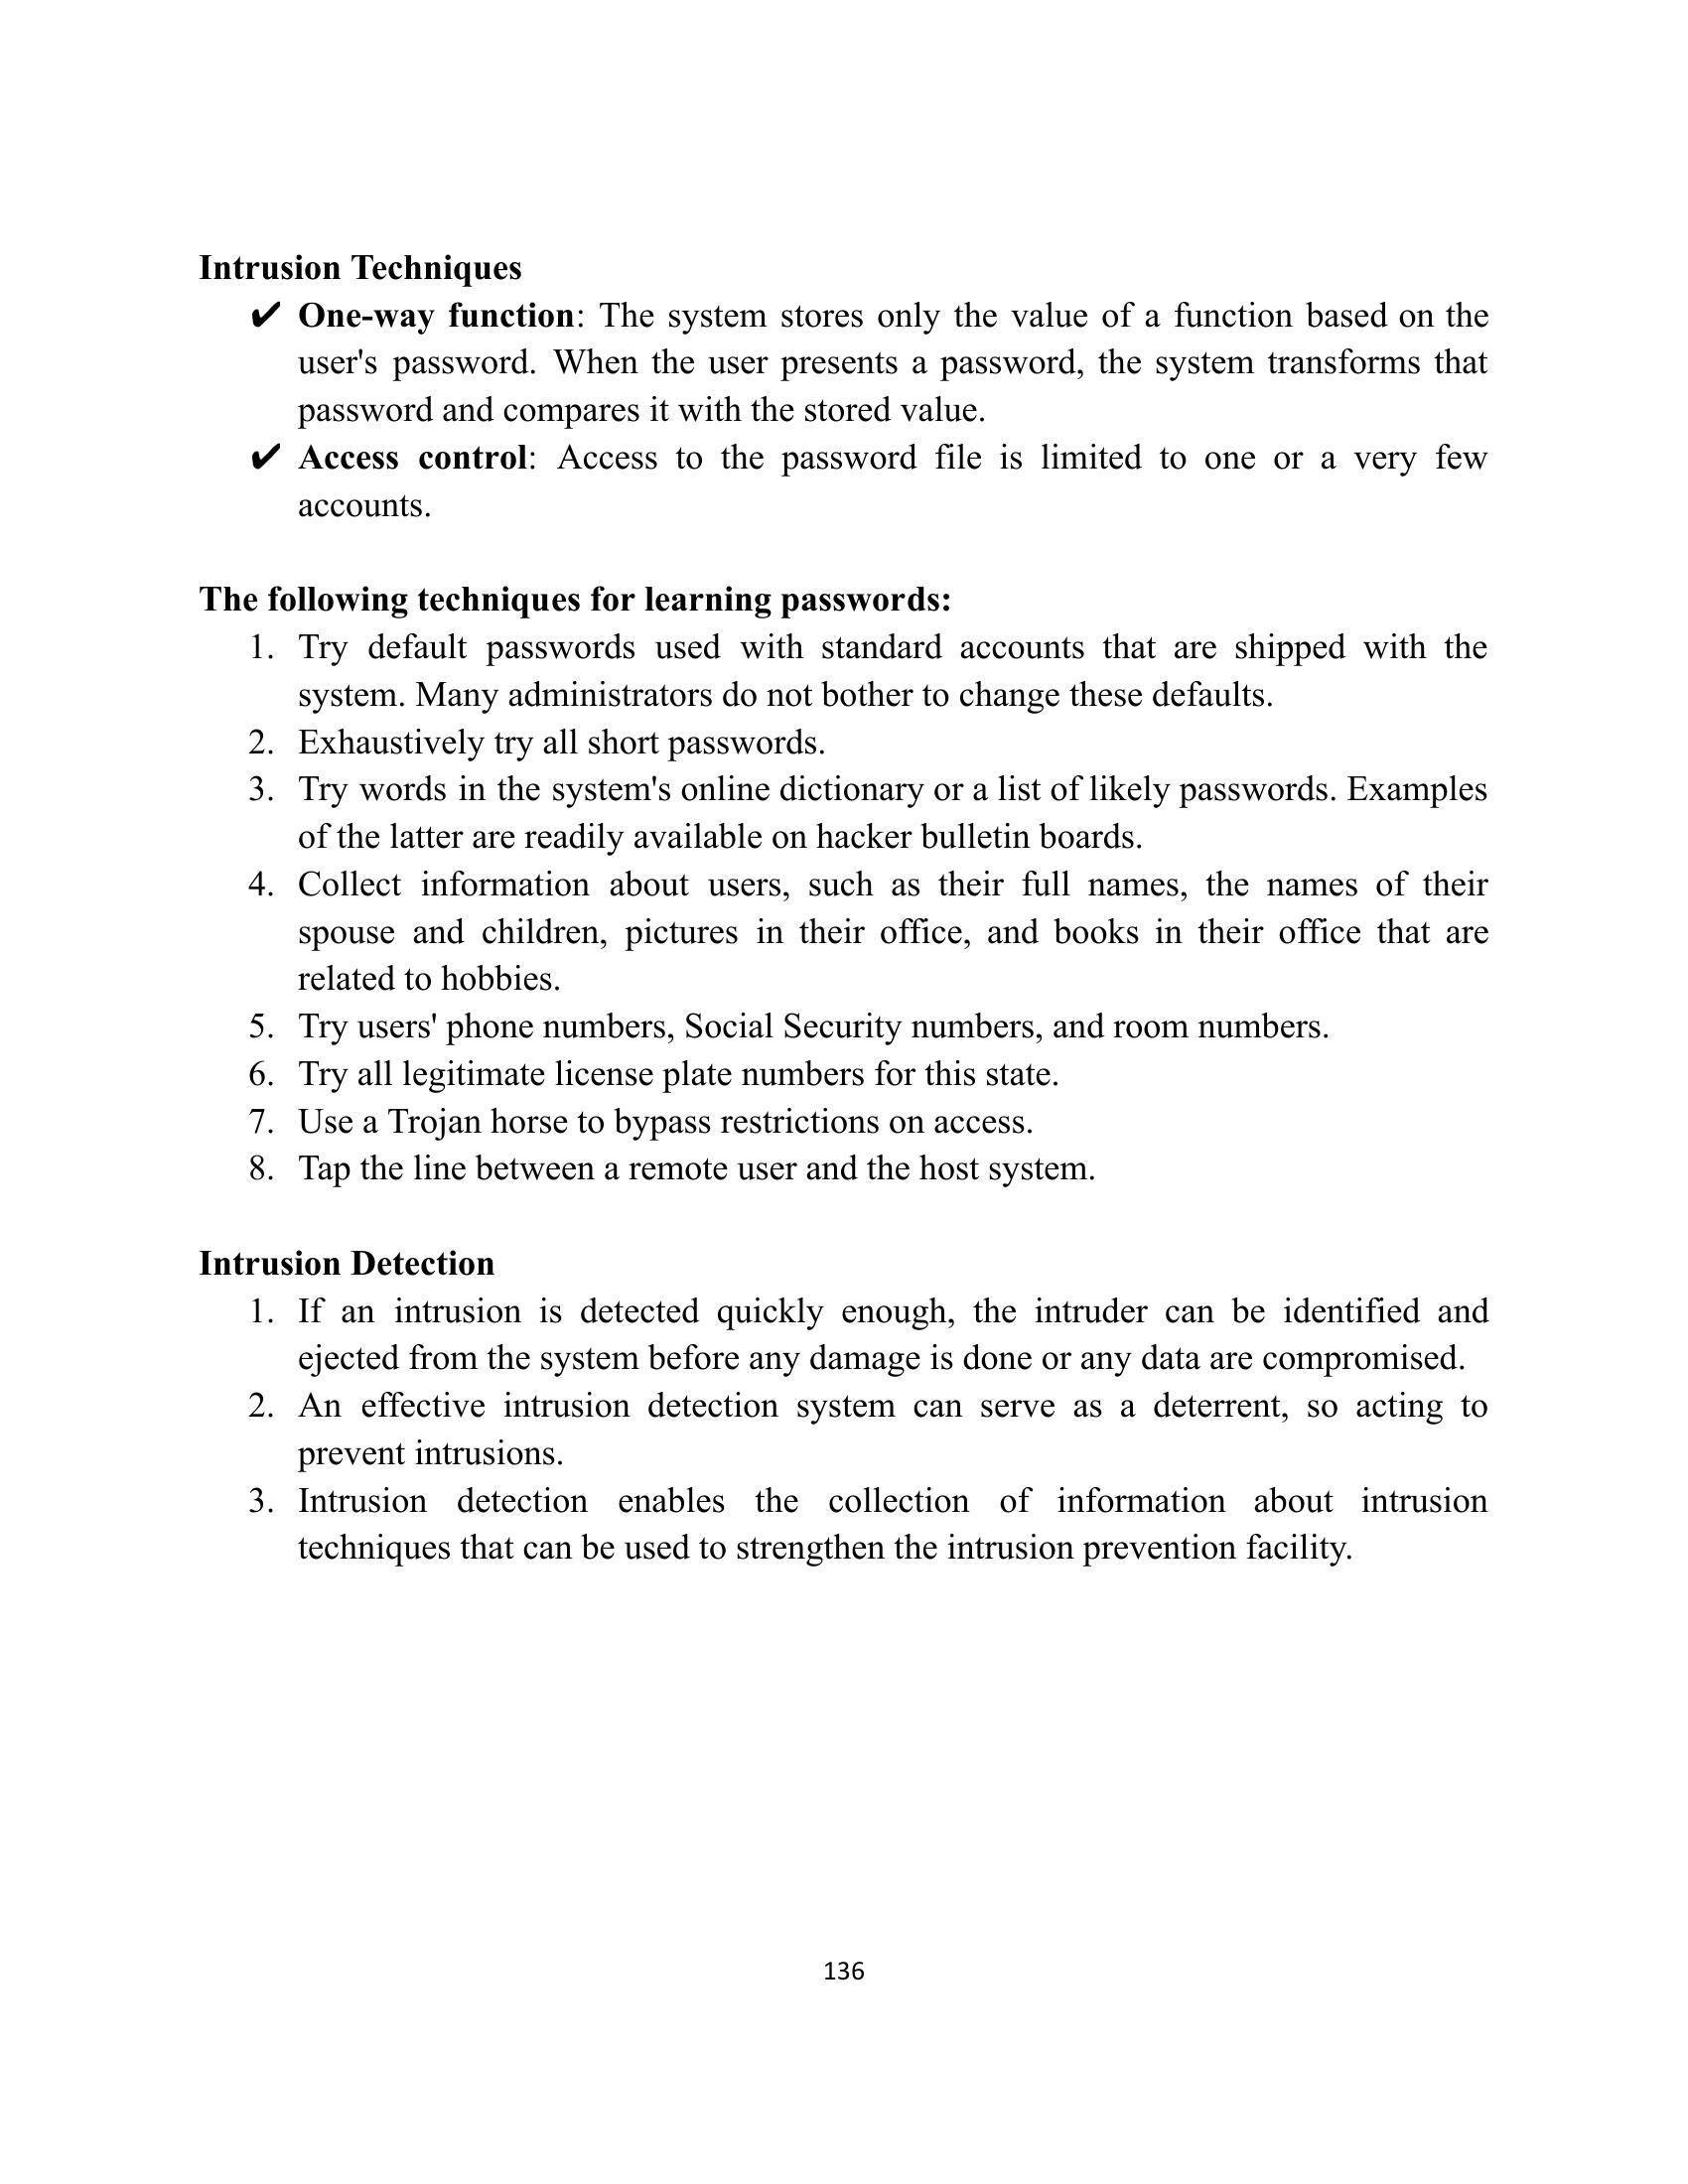 Intrusion Techniques
✔ One-way function: The system stores only the value of a function based on the
user's password. When the user presents a password, the system transforms that
password and compares it with the stored value.
✔ Access control: Access to the password file is limited to one or a very few
accounts.
The following techniques for learning passwords:
1. Try default passwords used with standard accounts that are shipped with the
system. Many administrators do not bother to change these defaults.
2. Exhaustively try all short passwords.
3. Try words in the system's online dictionary or a list of likely passwords. Examples
of the latter are readily available on hacker bulletin boards.
4. Collect information about users, such as their full names, the names of their
spouse and children, pictures in their office, and books in their office that are
related to hobbies.
5. Try users' phone numbers, Social Security numbers, and room numbers.
6. Try all legitimate license plate numbers for this state.
7. Use a Trojan horse to bypass restrictions on access.
8. Tap the line between a remote user and the host system.
Intrusion Detection
1. If an intrusion is detected quickly enough, the intruder can be identified and
ejected from the system before any damage is done or any data are compromised.
2. An effective intrusion detection system can serve as a deterrent, so acting to
prevent intrusions.
3. Intrusion detection enables the collection of information about intrusion
techniques that can be used to strengthen the intrusion prevention facility.
136